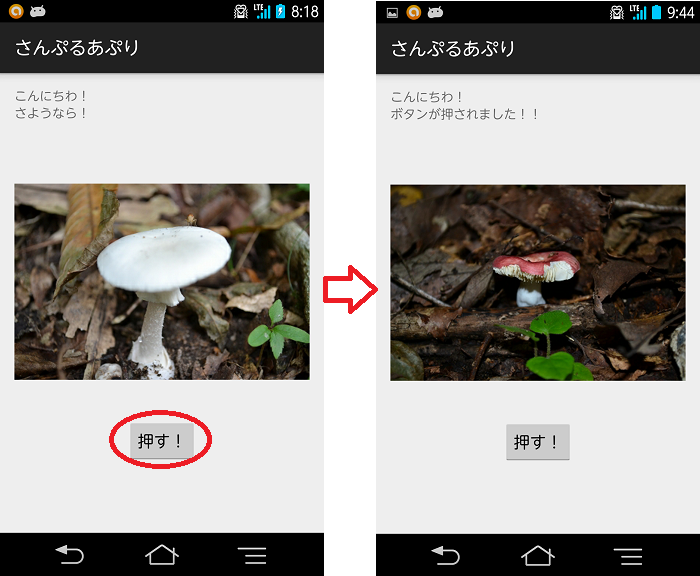 LTE 8:18
さんぷるあぷり
こんにちわ！
さようなら！
押す！
LTE 9:44
さんぷるあぷり
こんにちわ！
ボタンが押されました！！
押す！